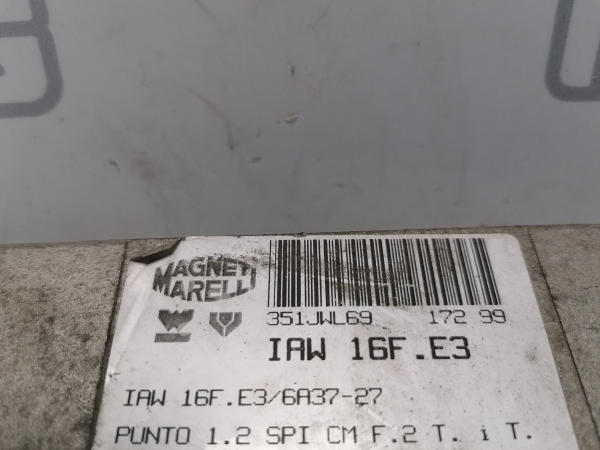 MAGNETI
MARELLI
351JWL69 172 99
IAW 16F.E3
IAW 16F.E3/6A37-27
PUNTO 1.2 SPI CM F.2 T. i T.